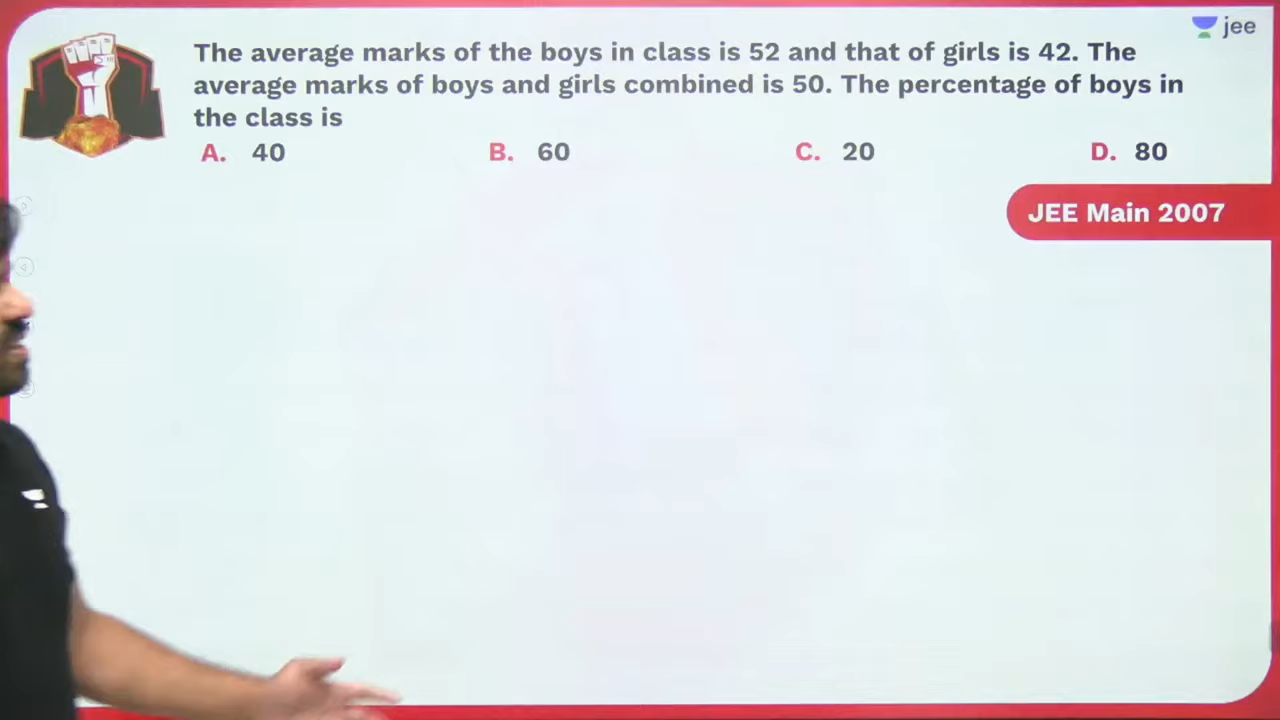 jee
The average marks of the boys in class is 52 and that of girls is 42. The
average marks of boys and girls combined is 50. The percentage of boys in
the class is
A. 40 B. 60 C. 20 D. 80
JEE Main 2007